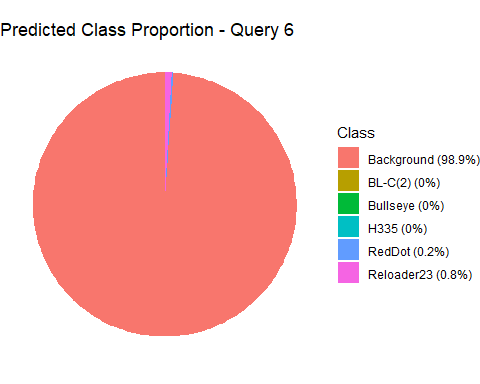 Predicted Class Proportion - Query 6
Class
Background (98.9%)
BL-C(2) (0%)
Bullseye (0%)
H335 (0%)
RedDot (0.2%)
Reloader23 (0.8%)